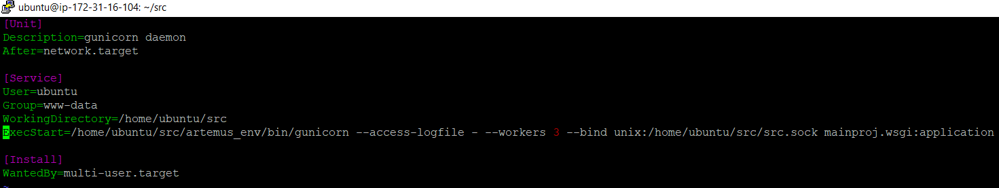 ubuntu@ip-172-31-16-104: ~/src
[Unit]
Description=gunicorn daemon
After=network.target
[Service]
User=ubuntu
Group=www-data
WorkingDirectory=/home/ubuntu/src
ExecStart=/home/ubuntu/src/artemus_env/bin/gunicorn --access-logfile - --workers 3 --bind unix:/home/ubuntu/src/src.sock mainproj.wsgi:application
[Install]
WantedBy=multi-user.target
~